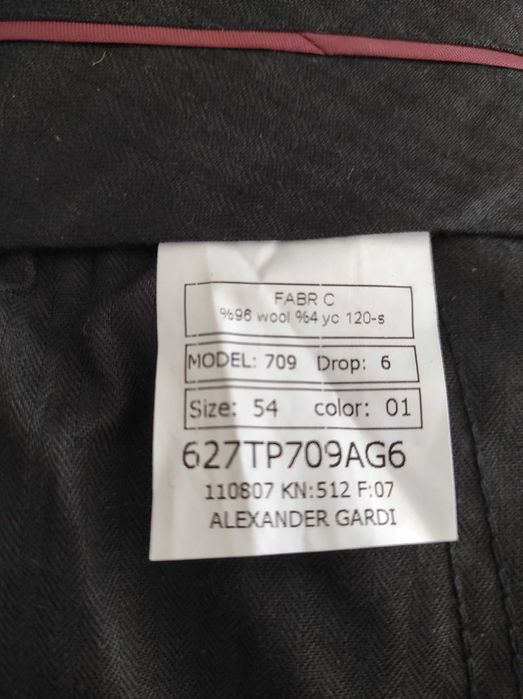 FABR C
%96 wool %4 yc 120-s
MODEL: 709 Drop: 6
Size: 54 color: 01
627TP709AG6
110807 KN:512 F:07
ALEXANDER GARDI